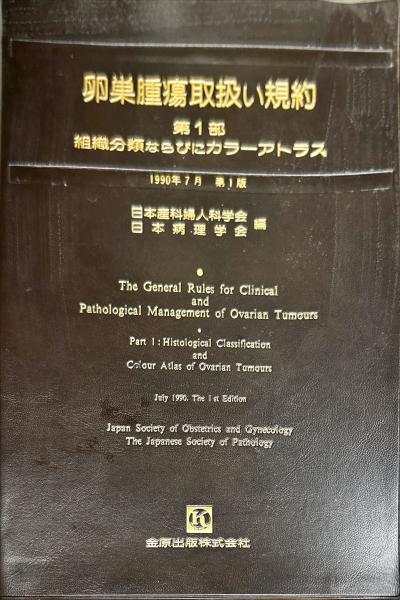 卵巣腫瘍取扱い規約
第1部
組織分類ならびにカラーアトラス
1990年7月 第1版
日本産科婦人科学会
日本病理学会 編
The General Rules for Clinical
and
Pathological Management of Ovarian Tumours
Part 1: Histological Classification
and
Colour Atlas of Ovarian Tumours
July 1990. The 1st Edition
Japan Society of Obstetrics and Gynecology
The Japanese Society of Pathology
K
金原出版株式会社